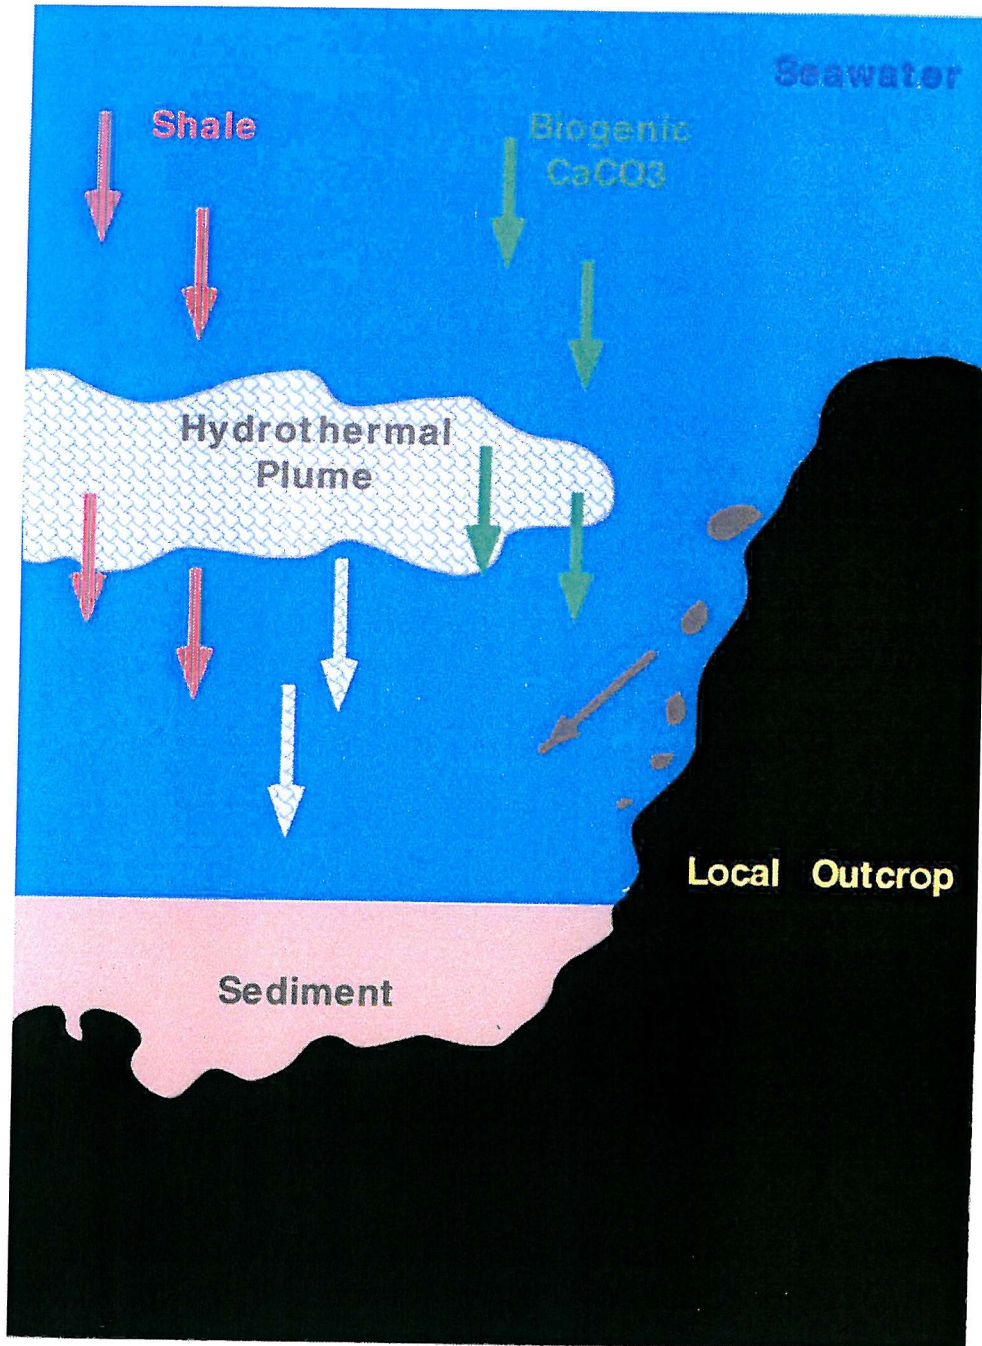 Seawater
Shale
Biogenic
CaCO3
Hydrothermal
Plume
Local Outcrop
Sediment